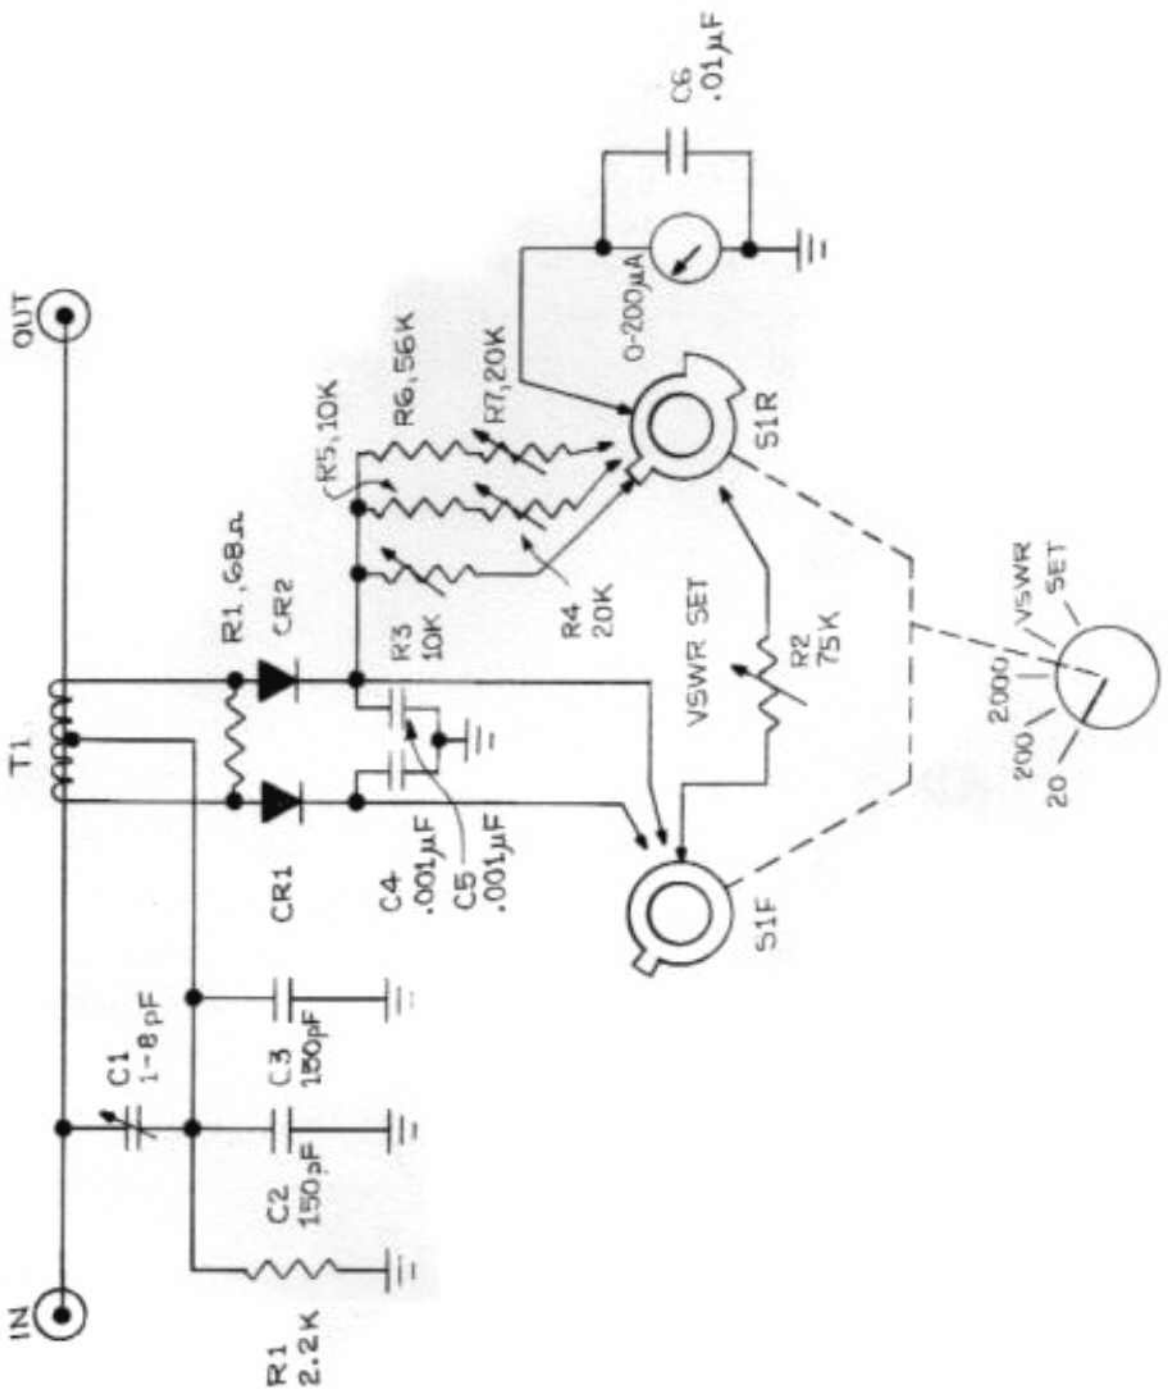 IN
OUT
T1
C1
1-8pF
R1
2.2K
C2
150pF
C3
150pF
CR1
R1,68Ω
CR2
C4
.001µF
C5
.001µF
R3
10K
R5,10K
R6,56K
R4
20K
R7,20K
0-200µA
C6
.01µF
VSWR SET
R2
75K
S1F
S1R
20
200
2000
VSWR
SET